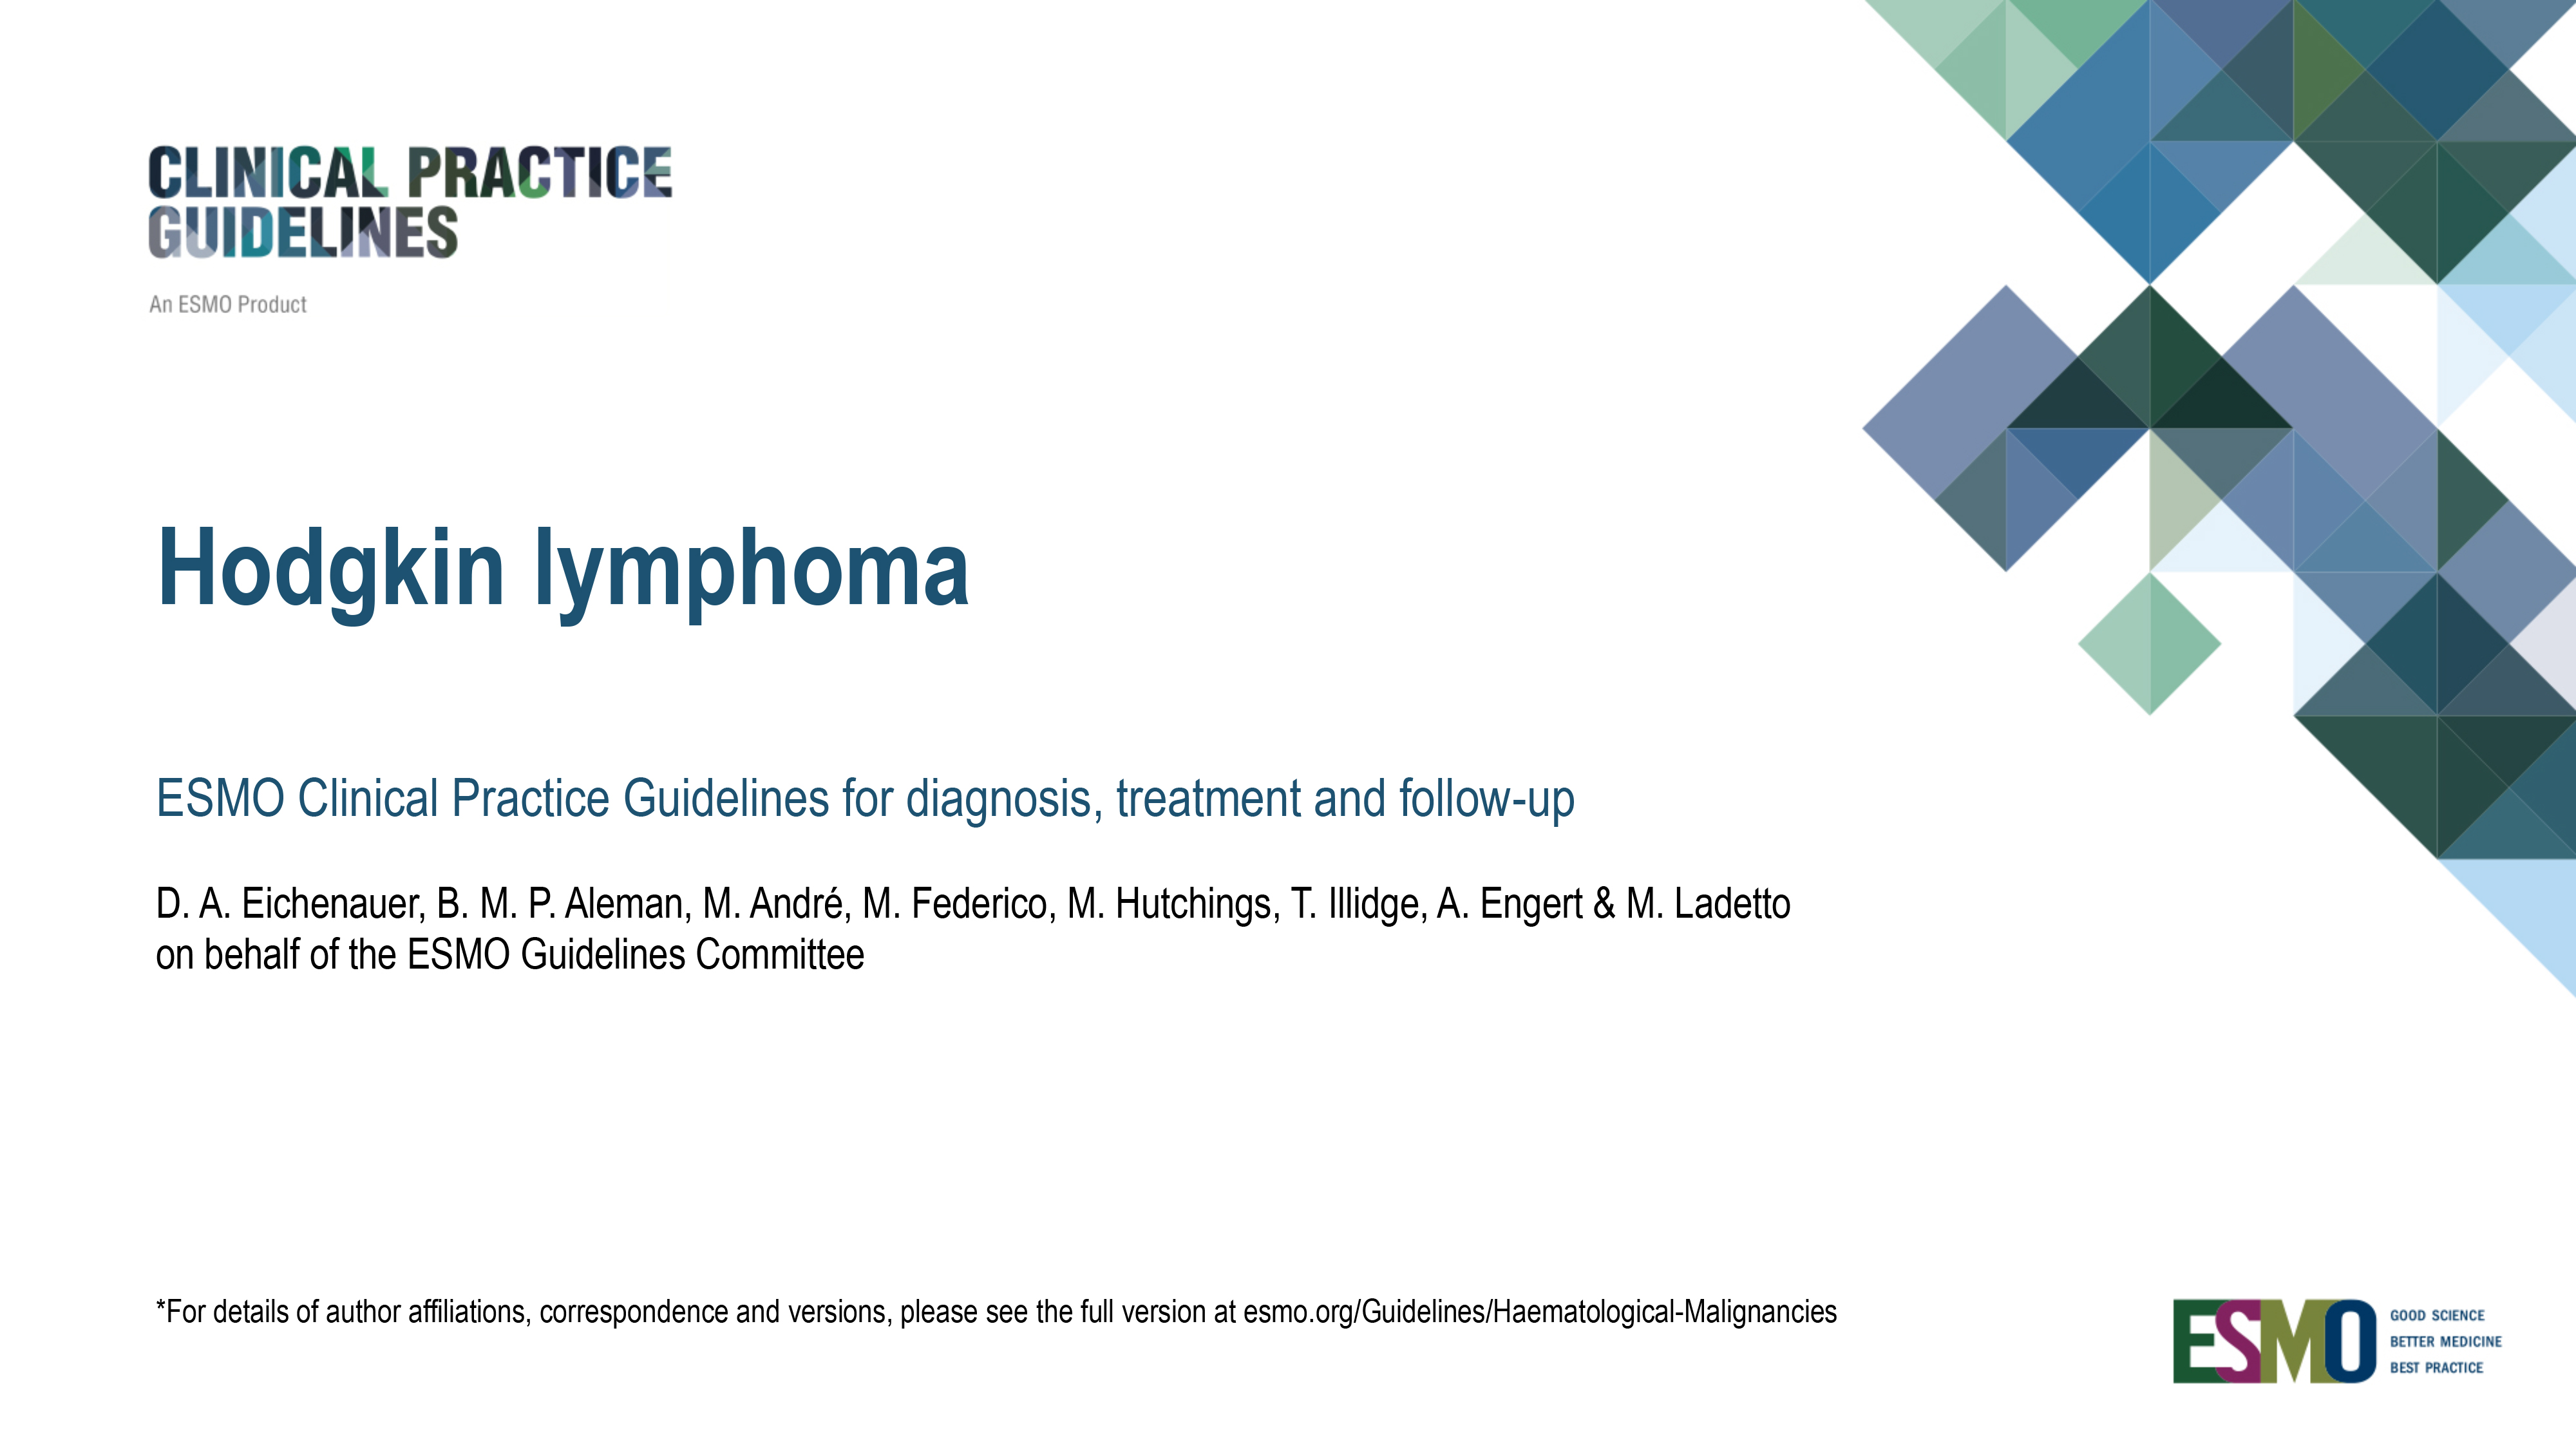 CLINICAL PRACTICE
GUIDELINES
An ESMO Product
Hodgkin lymphoma
ESMO Clinical Practice Guidelines for diagnosis, treatment and follow-up
D. A. Eichenauer, B. M. P. Aleman, M. André, M. Federico, M. Hutchings, T. Illidge, A. Engert & M. Ladetto
on behalf of the ESMO Guidelines Committee
*For details of author affiliations, correspondence and versions, please see the full version at esmo.org/Guidelines/Haematological-Malignancies
ESMO
GOOD SCIENCE
BETTER MEDICINE
BEST PRACTICE